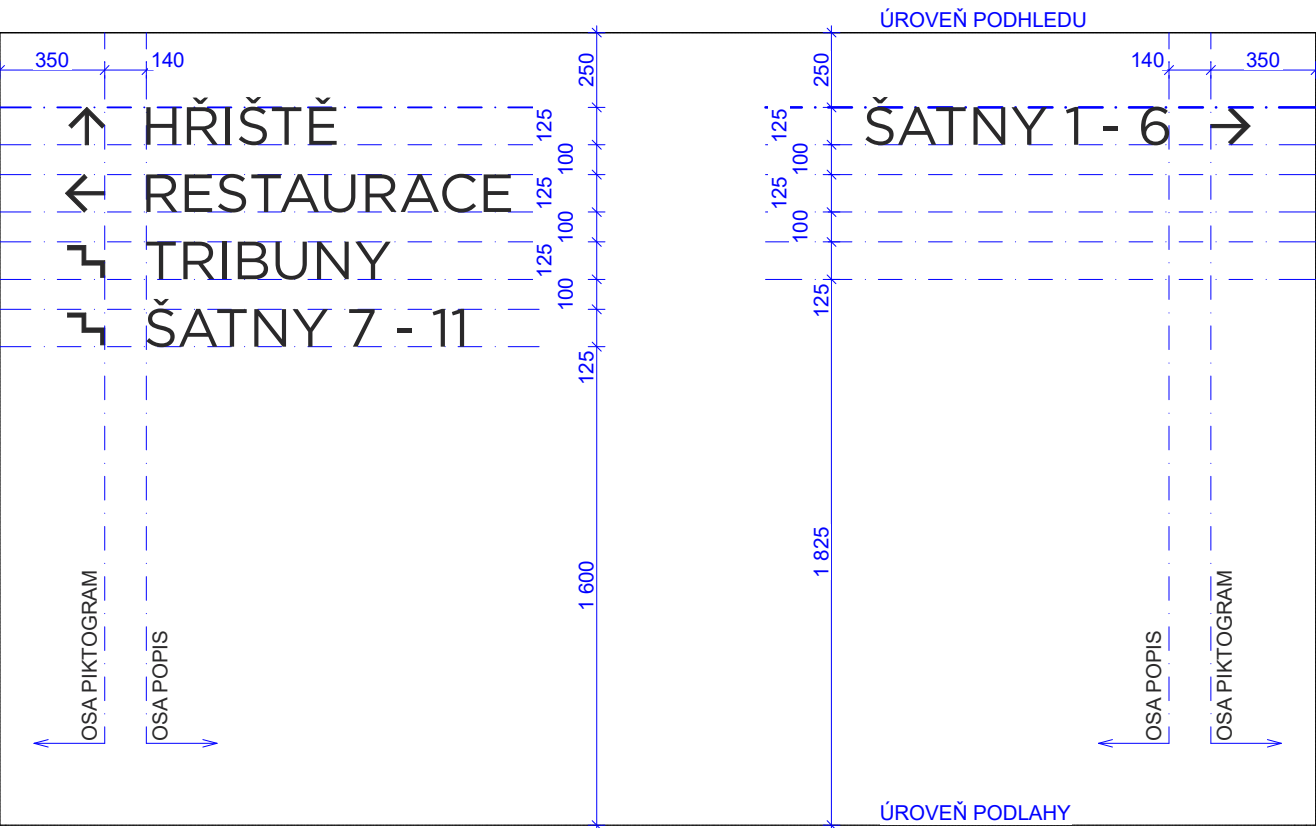 ÚROVEŇ PODHLEDU
350
140
250
250
140
350
HŘIŠTĚ
125
125
ŠATNY 1 - 6
100
100
RESTAURACE
125
125
100
100
TRIBUNY
125
100
125
ŠATNY 7 - 11
125
1 600
1 825
OSA PIKTOGRAM
OSA POPIS
OSA POPIS
OSA PIKTOGRAM
ÚROVEŇ PODLAHY